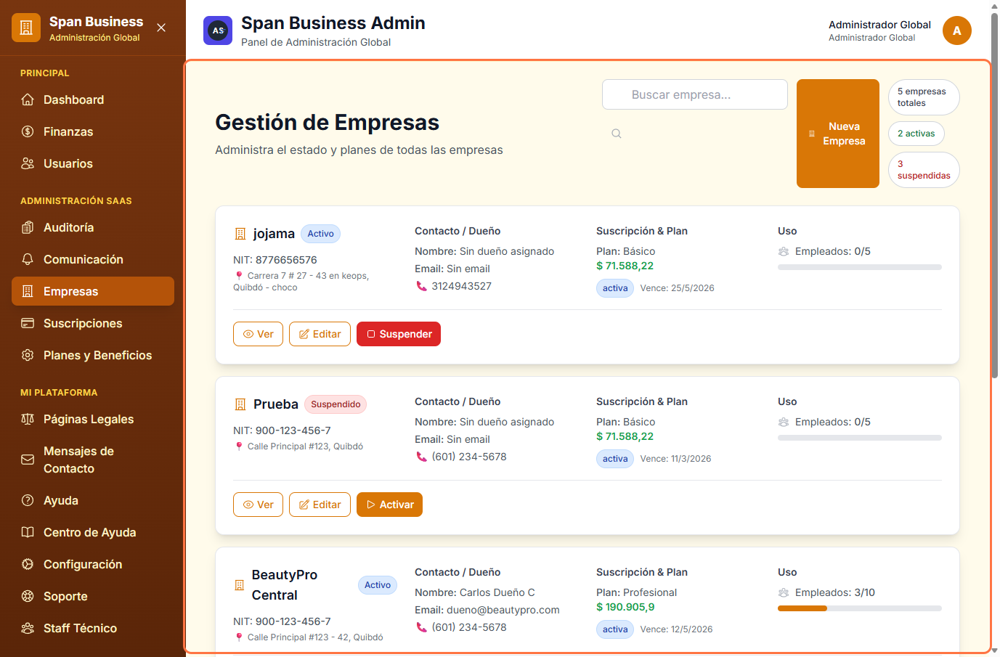 Span Business
Administración Global
PRINCIPAL
Dashboard
Finanzas
Usuarios
ADMINISTRACIÓN SAAS
Auditoría
Comunicación
Empresas
Suscripciones
Planes y Beneficios
MI PLATAFORMA
Páginas Legales
Mensajes de
Contacto
Ayuda
Centro de Ayuda
Configuración
Soporte
Staff Técnico
AS
Span Business Admin
Panel de Administración Global
Administrador Global
Administrador Global
A
Gestión de Empresas
Administra el estado y planes de todas las empresas
Buscar empresa...
Nueva
Empresa
5 empresas
totales
2 activas
3
suspendidas
jojama Activo
NIT: 8776656576
Carrera 7 # 27 - 43 en keops,
Quibdó - choco
Contacto / Dueño
Nombre: Sin dueño asignado
Email: Sin email
3124943527
Suscripción & Plan
Plan: Básico
$ 71.588,22
activa Vence: 25/5/2026
Uso
Empleados: 0/5
Ver Editar Suspender
Prueba Suspendido
NIT: 900-123-456-7
Calle Principal #123, Quibdó
Contacto / Dueño
Nombre: Sin dueño asignado
Email: Sin email
(601) 234-5678
Suscripción & Plan
Plan: Básico
$ 71.588,22
activa Vence: 11/3/2026
Uso
Empleados: 0/5
Ver Editar Activar
BeautyPro
Central
Activo
NIT: 900-123-456-7
Calle Principal #123 - 42, Quibdó
Contacto / Dueño
Nombre: Carlos Dueño C
Email: dueno@beautypro.com
(601) 234-5678
Suscripción & Plan
Plan: Profesional
$ 190.905,9
activa Vence: 12/5/2026
Uso
Empleados: 3/10